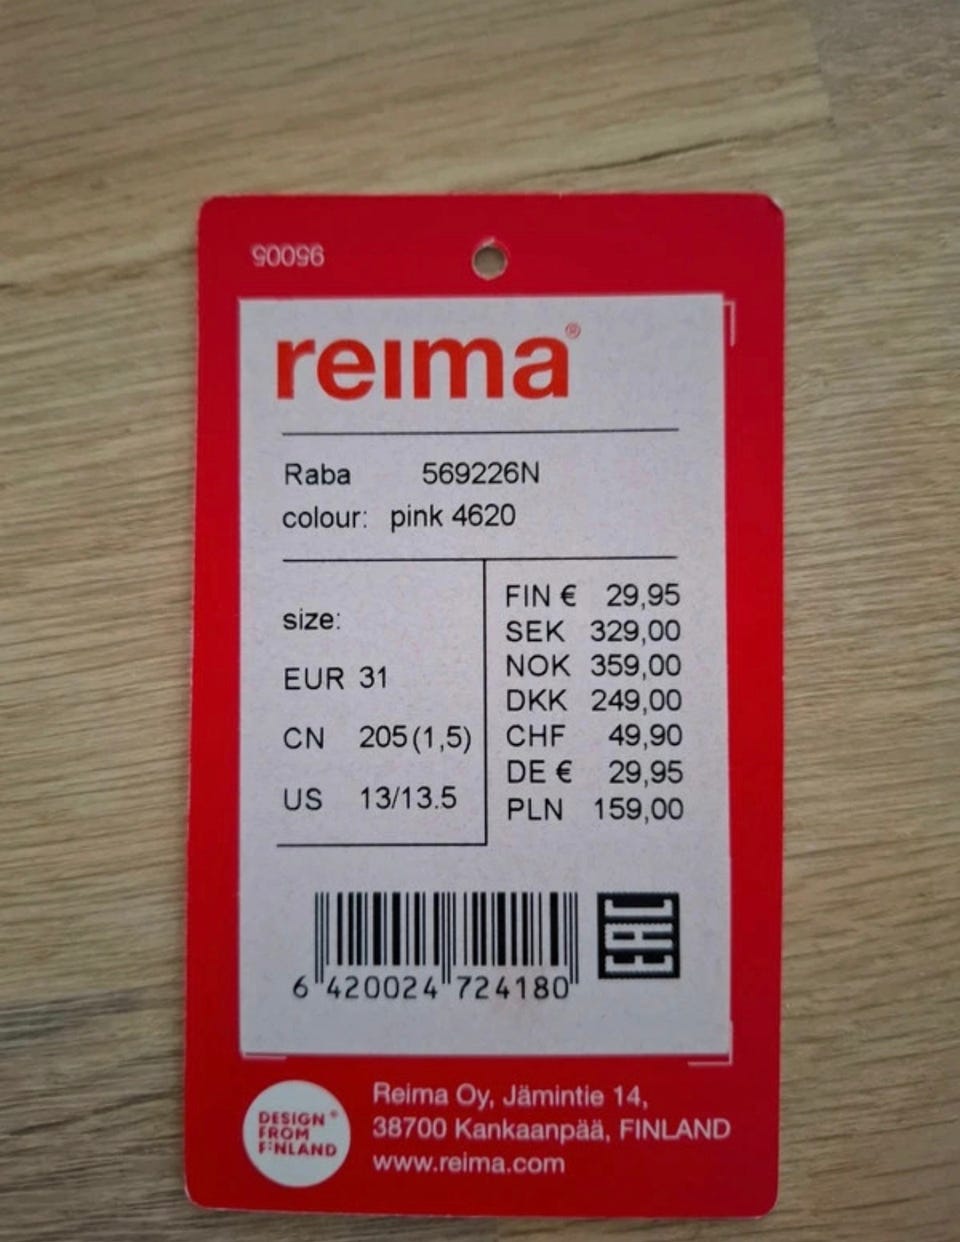 95005
reima®
Raba 569226N
colour: pink 4620
size:
EUR 31
CN 205(1,5)
US 13/13.5
FIN € 29,95
SEK 329,00
NOK 359,00
DKK 249,00
CHF 49,90
DE € 29,95
PLN 159,00
6 420024 724180
EAC
DESIGN
FROM
FINLAND
Reima Oy, Jämintie 14,
38700 Kankaanpää, FINLAND
www.reima.com